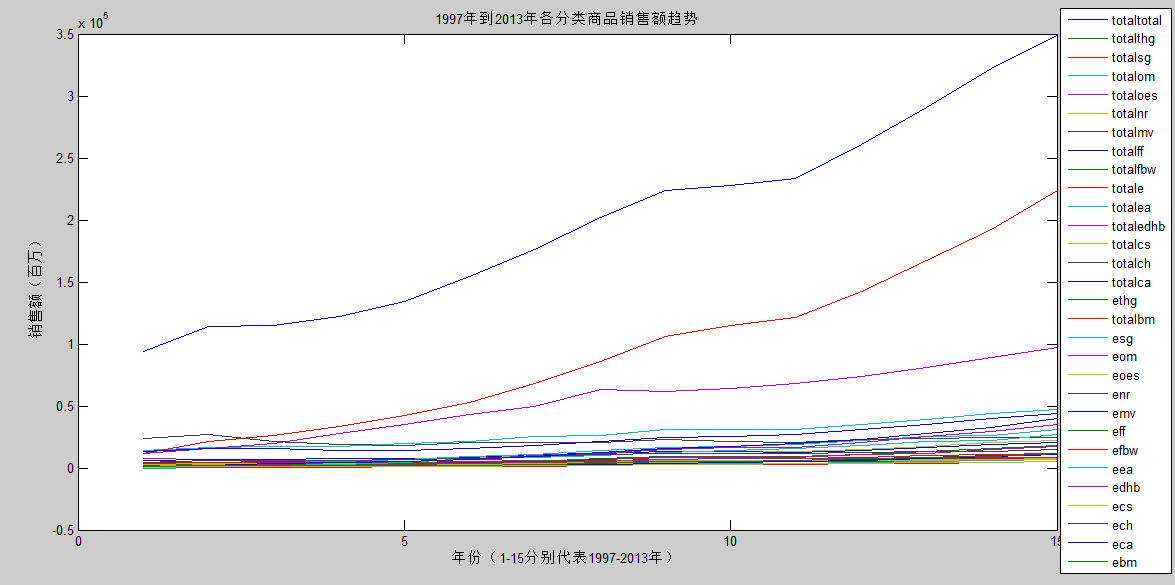 1997年到2013年各分类商品销售额趋势
x 10^5
3.5
3
2.5
2
1.5
1
0.5
0
-0.5
销售额（百万）
0
5
10
15
年份（1-15分别代表1997-2013年）
totaltotal
totalthg
totalsg
totalom
totaloes
totalnr
totalmv
totalff
totalfbw
totale
totalea
totaledhb
totalcs
totalch
totalca
ethg
totalbm
esg
eom
eoes
enr
emv
eff
efbw
eea
edhb
ecs
ech
eca
ebm